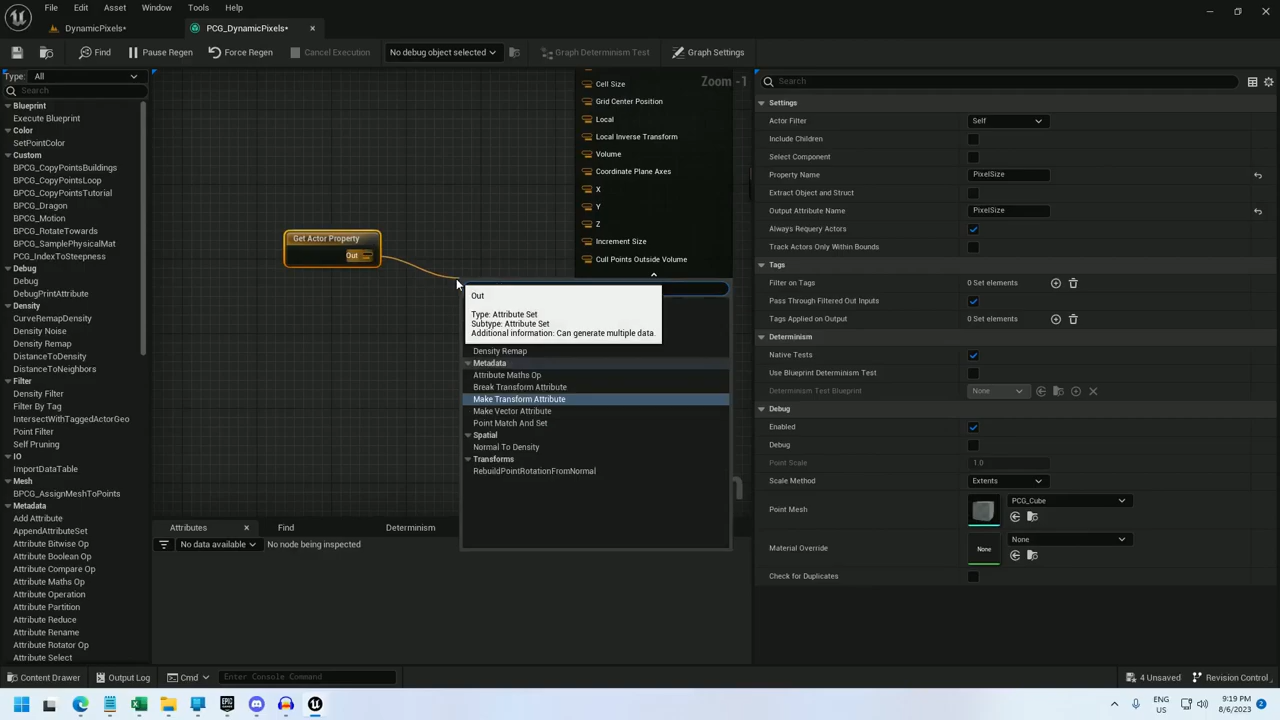 File Edit Asset Window Tools Help
DynamicPixels*
PCG_DynamicPixels*
Find
Pause Regen
Force Regen
Cancel Execution
No debug object selected
Graph Determinism Test
Graph Settings
Type: All
Search
Blueprint
Execute Blueprint
Color
SetPointColor
Custom
BPCG_CopyPointsBuildings
BPCG_CopyPointsLoop
BPCG_CopyPointsTutorial
BPCG_Dragon
BPCG_Motion
BPCG_RotateTowards
BPCG_SamplePhysicalMat
PCG_IndexToSteepness
Debug
Debug
DebugPrintAttribute
Density
CurveRemapDensity
Density Noise
Density Remap
DistanceToDensity
DistanceToNeighbors
Filter
Density Filter
Filter By Tag
IntersectWithTaggedActorGeo
Point Filter
Self Pruning
IO
ImportDataTable
Mesh
BPCG_AssignMeshToPoints
Metadata
Add Attribute
AppendAttributeSet
Attribute Bitwise Op
Attribute Boolean Op
Attribute Compare Op
Attribute Maths Op
Attribute Operation
Attribute Partition
Attribute Reduce
Attribute Rename
Attribute Rotator Op
Attribute Select
Zoom -1
Cell Size
Grid Center Position
Local
Local Inverse Transform
Volume
Coordinate Plane Axes
X
Y
Z
Increment Size
Cull Points Outside Volume
Get Actor Property
Out
Out
Type: Attribute Set
Subtype: Attribute Set
Additional information: Can generate multiple data.
Density Remap
Metadata
Attribute Maths Op
Break Transform Attribute
Make Transform Attribute
Make Vector Attribute
Point Match And Set
Spatial
Normal To Density
Transforms
RebuildPointRotationFromNormal
Attributes
Find
Determinism
No data available
No node being inspected
Search
Settings
Actor Filter Self
Include Children
Select Component
Property Name PixelSize
Extract Object and Struct
Output Attribute Name PixelSize
Always Requery Actors
Track Actors Only Within Bounds
Tags
Filter on Tags 0 Set elements
Pass Through Filtered Out Inputs
Tags Applied on Output 0 Set elements
Determinism
Native Tests
Use Blueprint Determinism Test
Determinism Test Blueprint None
Debug
Enabled
Debug
Point Scale 1.0
Scale Method Extents
Point Mesh PCG_Cube
Material Override None None
Check for Duplicates
Content Drawer
Output Log
Cmd
Enter Console Command
4 Unsaved
Revision Control
ENG
US
9:19 PM
8/6/2023
2